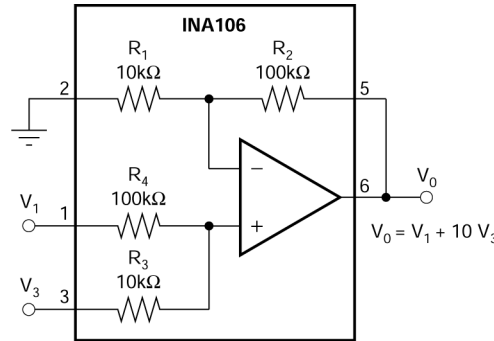 INA106
R1
10kΩ
R2
100kΩ
2
5
−
+
6
V0
R4
100kΩ
V1
1
V0 = V1 + 10 V3
R3
10kΩ
V3
3